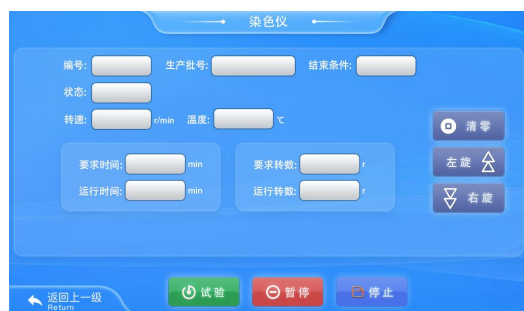 染色仪
编号: 生产批号: 结束条件:
状态:
转速: r/min 温度: ℃
清零
要求时间: min 要求转数: r
左旋
运行时间: min 运行转数: r
右旋
返回上一级
Return
试验 暂停 停止